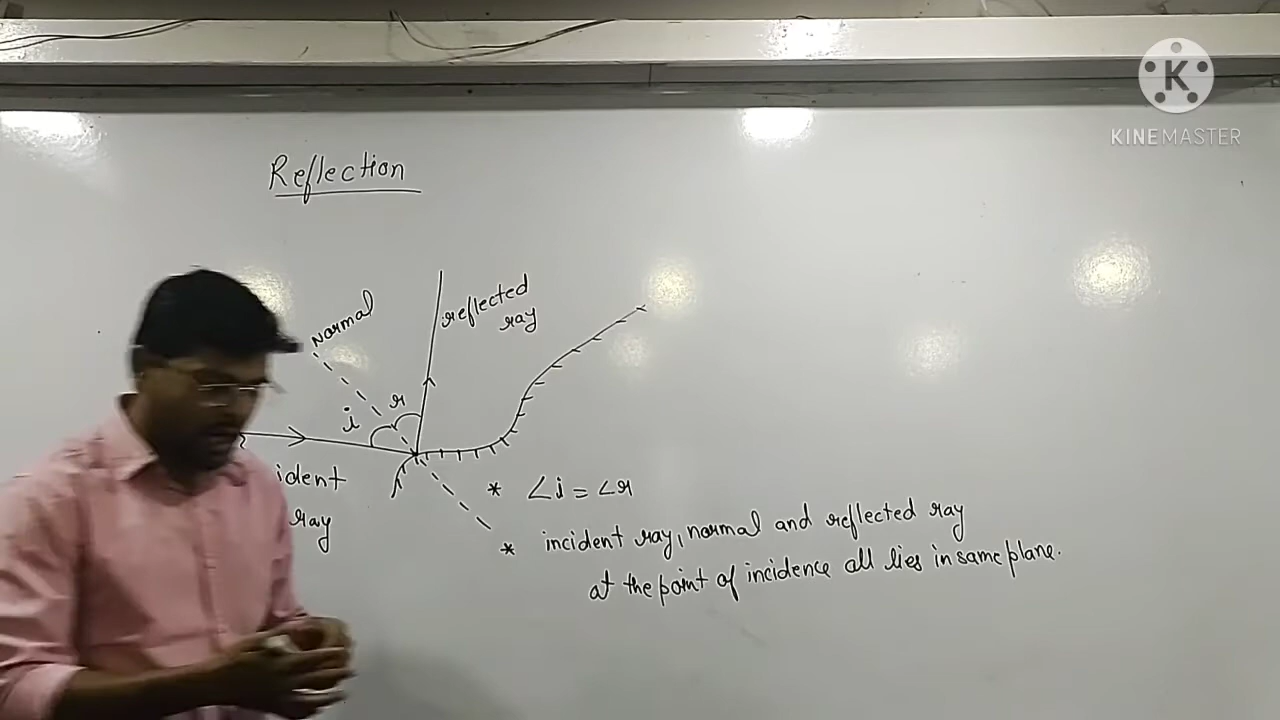 Reflection
Normal
reflected
ray
i
r
ident
ray
* ∠i = ∠r
* incident ray, normal and reflected ray
at the point of incidence all lies in same plane.
K
KINEMASTER